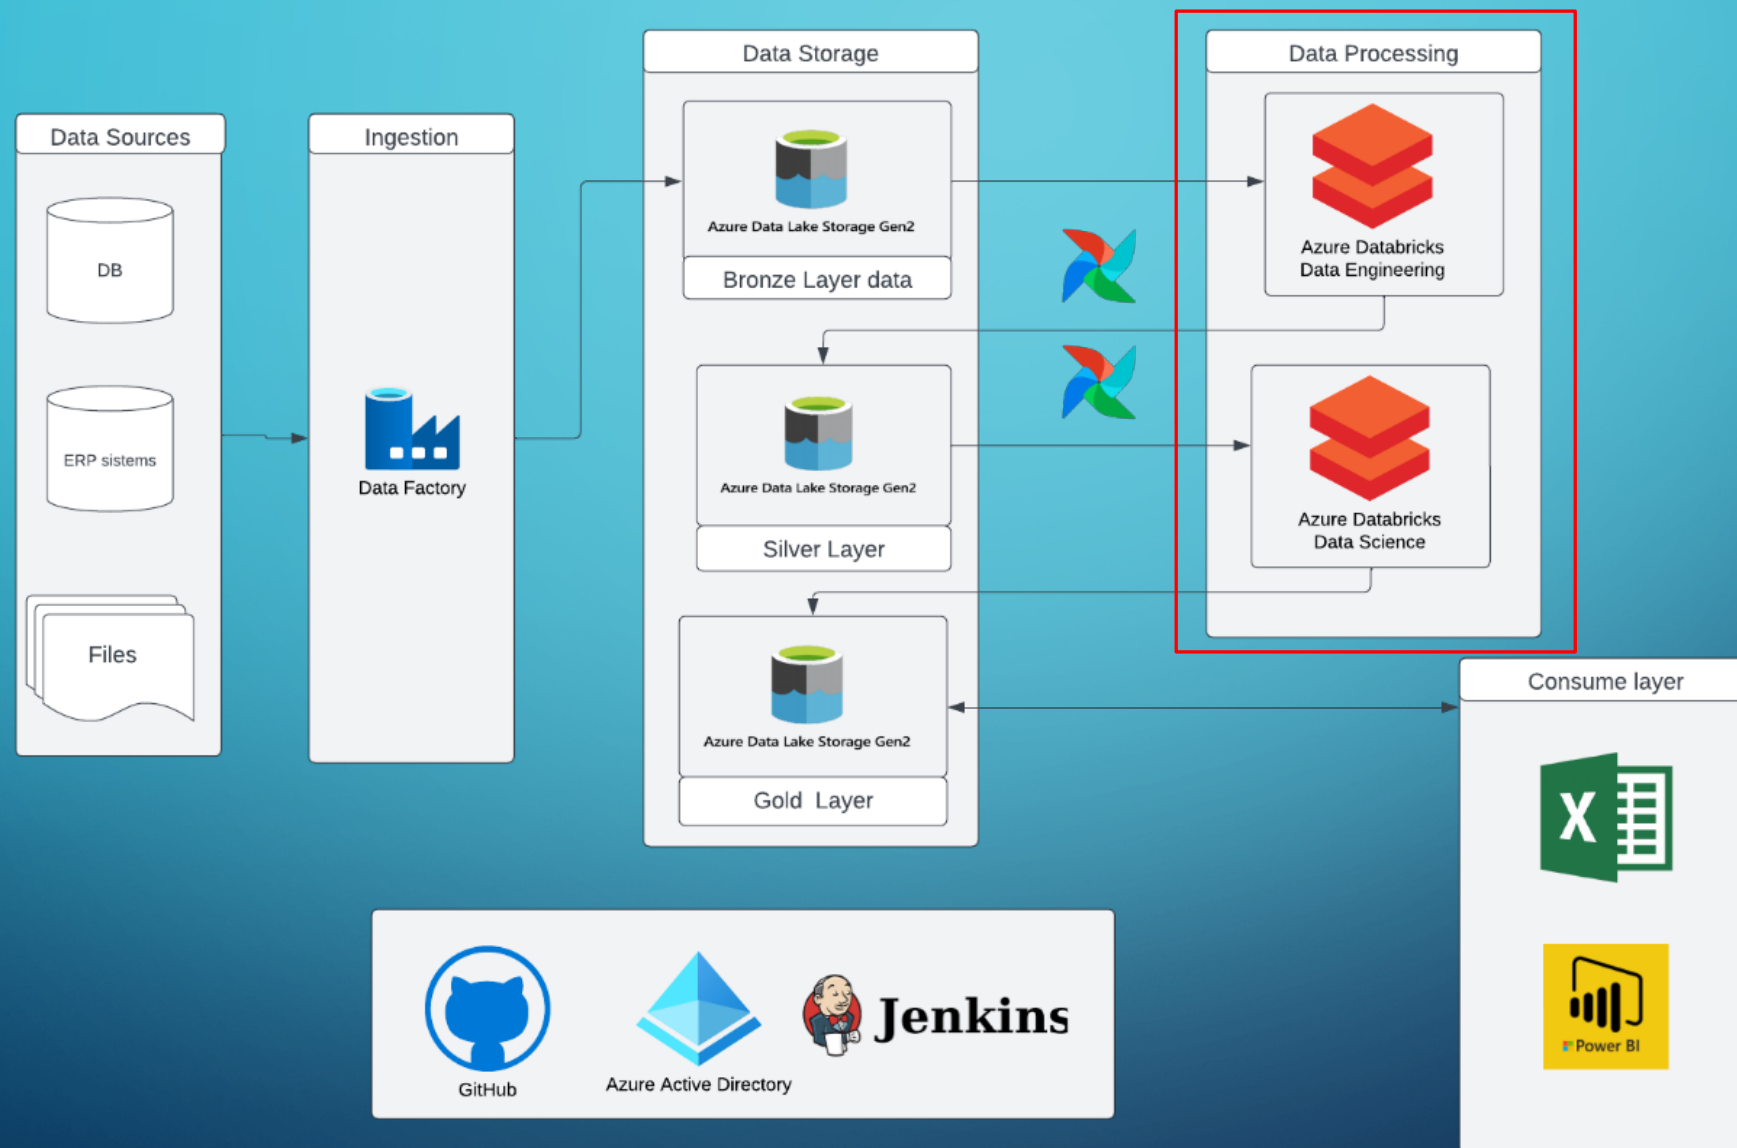 Data Sources
DB
ERP sistems
Files
Ingestion
Data Factory
Data Storage
Azure Data Lake Storage Gen2
Bronze Layer data
Azure Data Lake Storage Gen2
Silver Layer
Azure Data Lake Storage Gen2
Gold Layer
Data Processing
Azure Databricks
Data Engineering
Azure Databricks
Data Science
Consume layer
X
Power BI
GitHub
Azure Active Directory
Jenkins